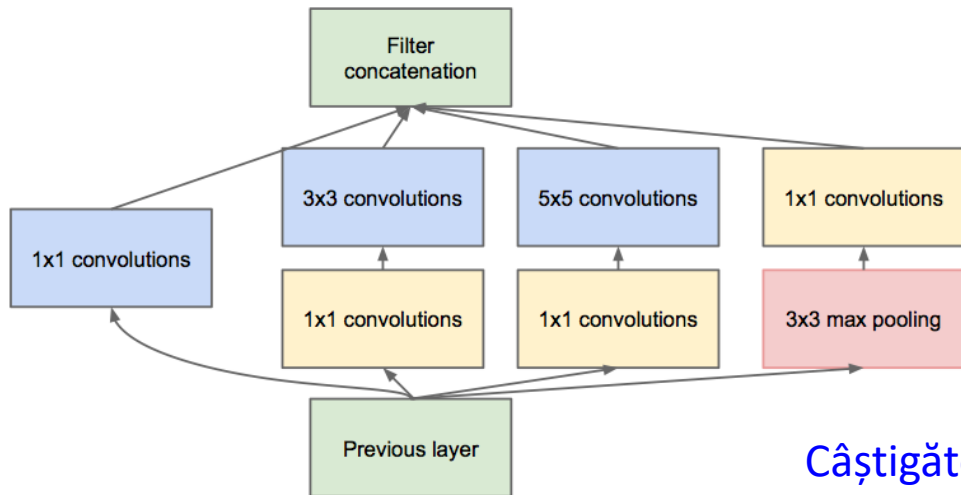 Filter
concatenation
3x3 convolutions
5x5 convolutions
1x1 convolutions
1x1 convolutions
1x1 convolutions
1x1 convolutions
3x3 max pooling
Previous layer